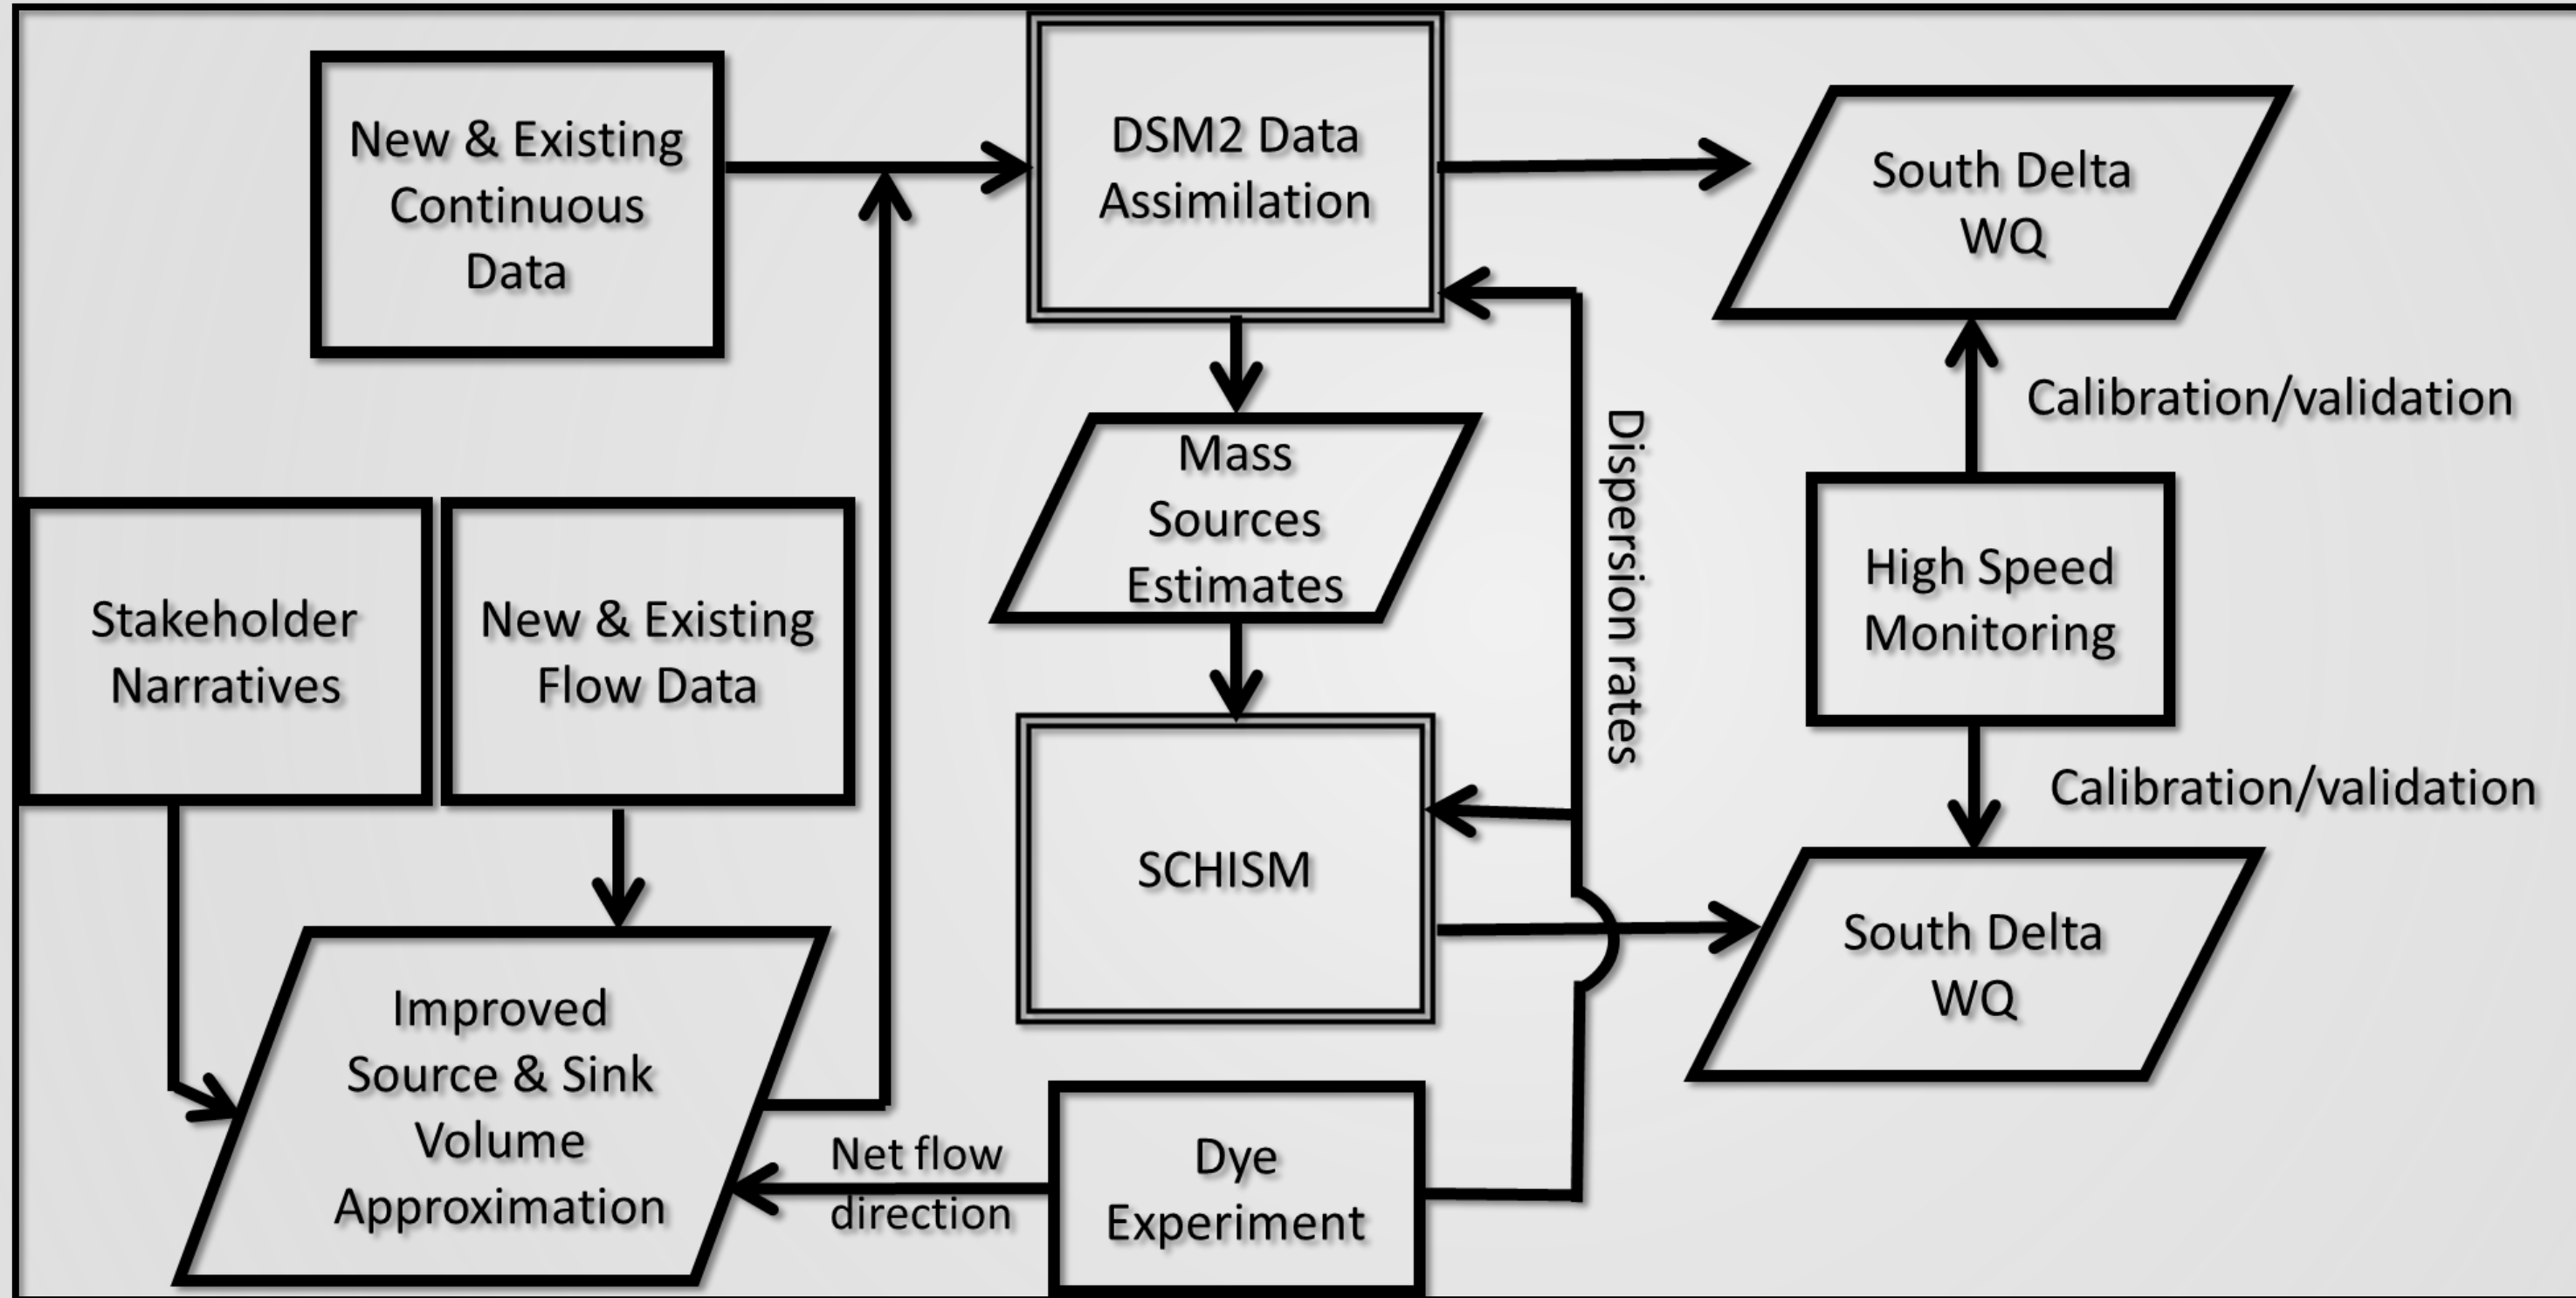 New & Existing
Continuous
Data
DSM2 Data
Assimilation
South Delta
WQ
Calibration/validation
Mass
Sources
Estimates
Dispersion rates
High Speed
Monitoring
Stakeholder
Narratives
New & Existing
Flow Data
Calibration/validation
SCHISM
South Delta
WQ
Improved
Source & Sink
Volume
Approximation
Net flow
direction
Dye
Experiment